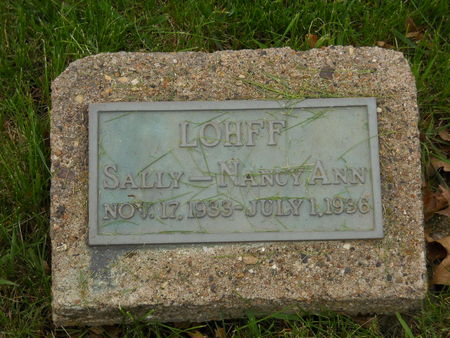 LOHFF
SALLY — NANCY ANN
NOV. 17, 1933 - JULY 1, 1936